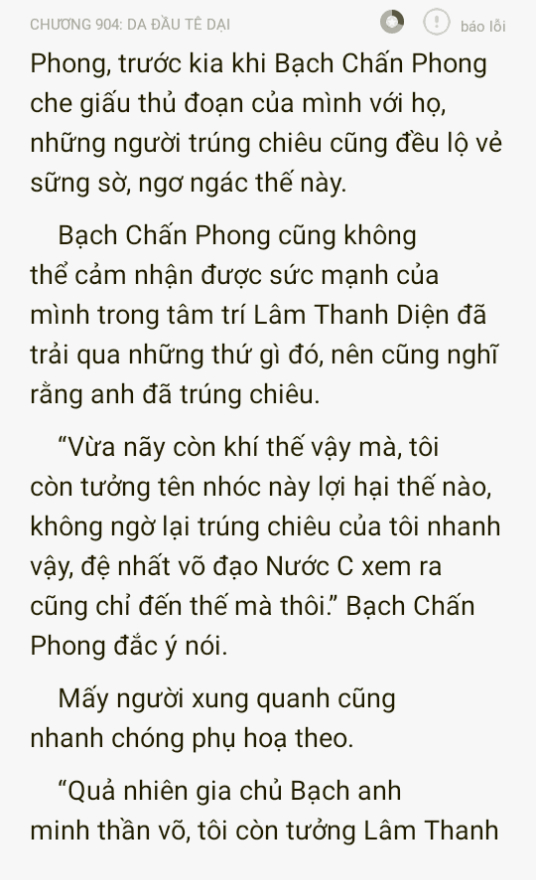 CHƯƠNG 904: DA ĐẦU TÊ DẠI
báo lỗi
Phong, trước kia khi Bạch Chấn Phong
che giấu thủ đoạn của mình với họ,
những người trúng chiêu cũng đều lộ vẻ
sững sờ, ngơ ngác thế này.
Bạch Chấn Phong cũng không
thể cảm nhận được sức mạnh của
mình trong tâm trí Lâm Thanh Diện đã
trải qua những thứ gì đó, nên cũng nghĩ
rằng anh đã trúng chiêu.
“Vừa nãy còn khí thế vậy mà, tôi
còn tưởng tên nhóc này lợi hại thế nào,
không ngờ lại trúng chiêu của tôi nhanh
vậy, đệ nhất võ đạo Nước C xem ra
cũng chỉ đến thế mà thôi.” Bạch Chấn
Phong đắc ý nói.
Mấy người xung quanh cũng
nhanh chóng phụ hoạ theo.
“Quả nhiên gia chủ Bạch anh
minh thần võ, tôi còn tưởng Lâm Thanh